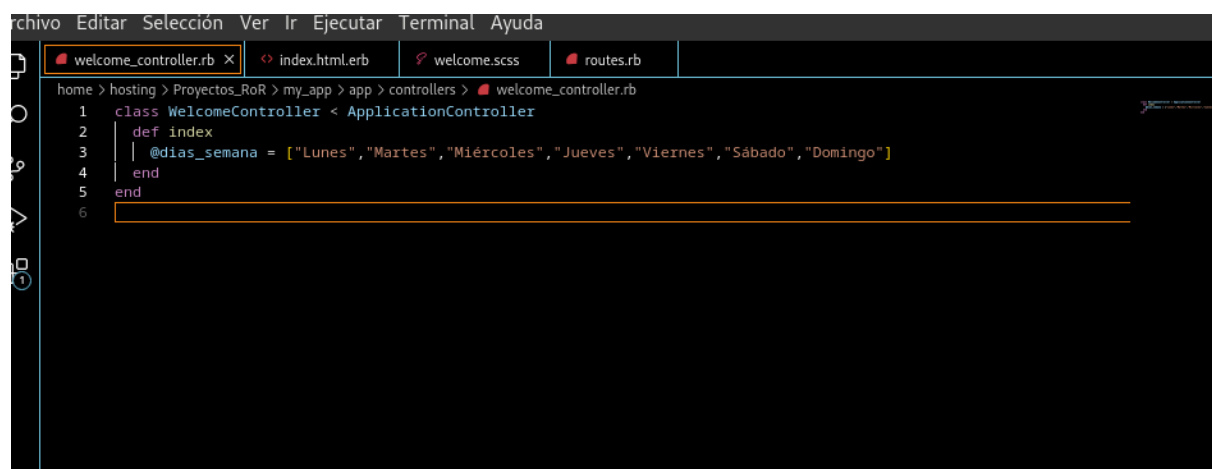 rchivo Editar Selección Ver Ir Ejecutar Terminal Ayuda
welcome_controller.rb × <> index.html.erb welcome.scss routes.rb
home > hosting > Proyectos_RoR > my_app > app > controllers > welcome_controller.rb
1 class WelcomeController < ApplicationController
2 def index
3 @dias_semana = ["Lunes","Martes","Miércoles","Jueves","Viernes","Sábado","Domingo"]
4 end
5 end
6
1